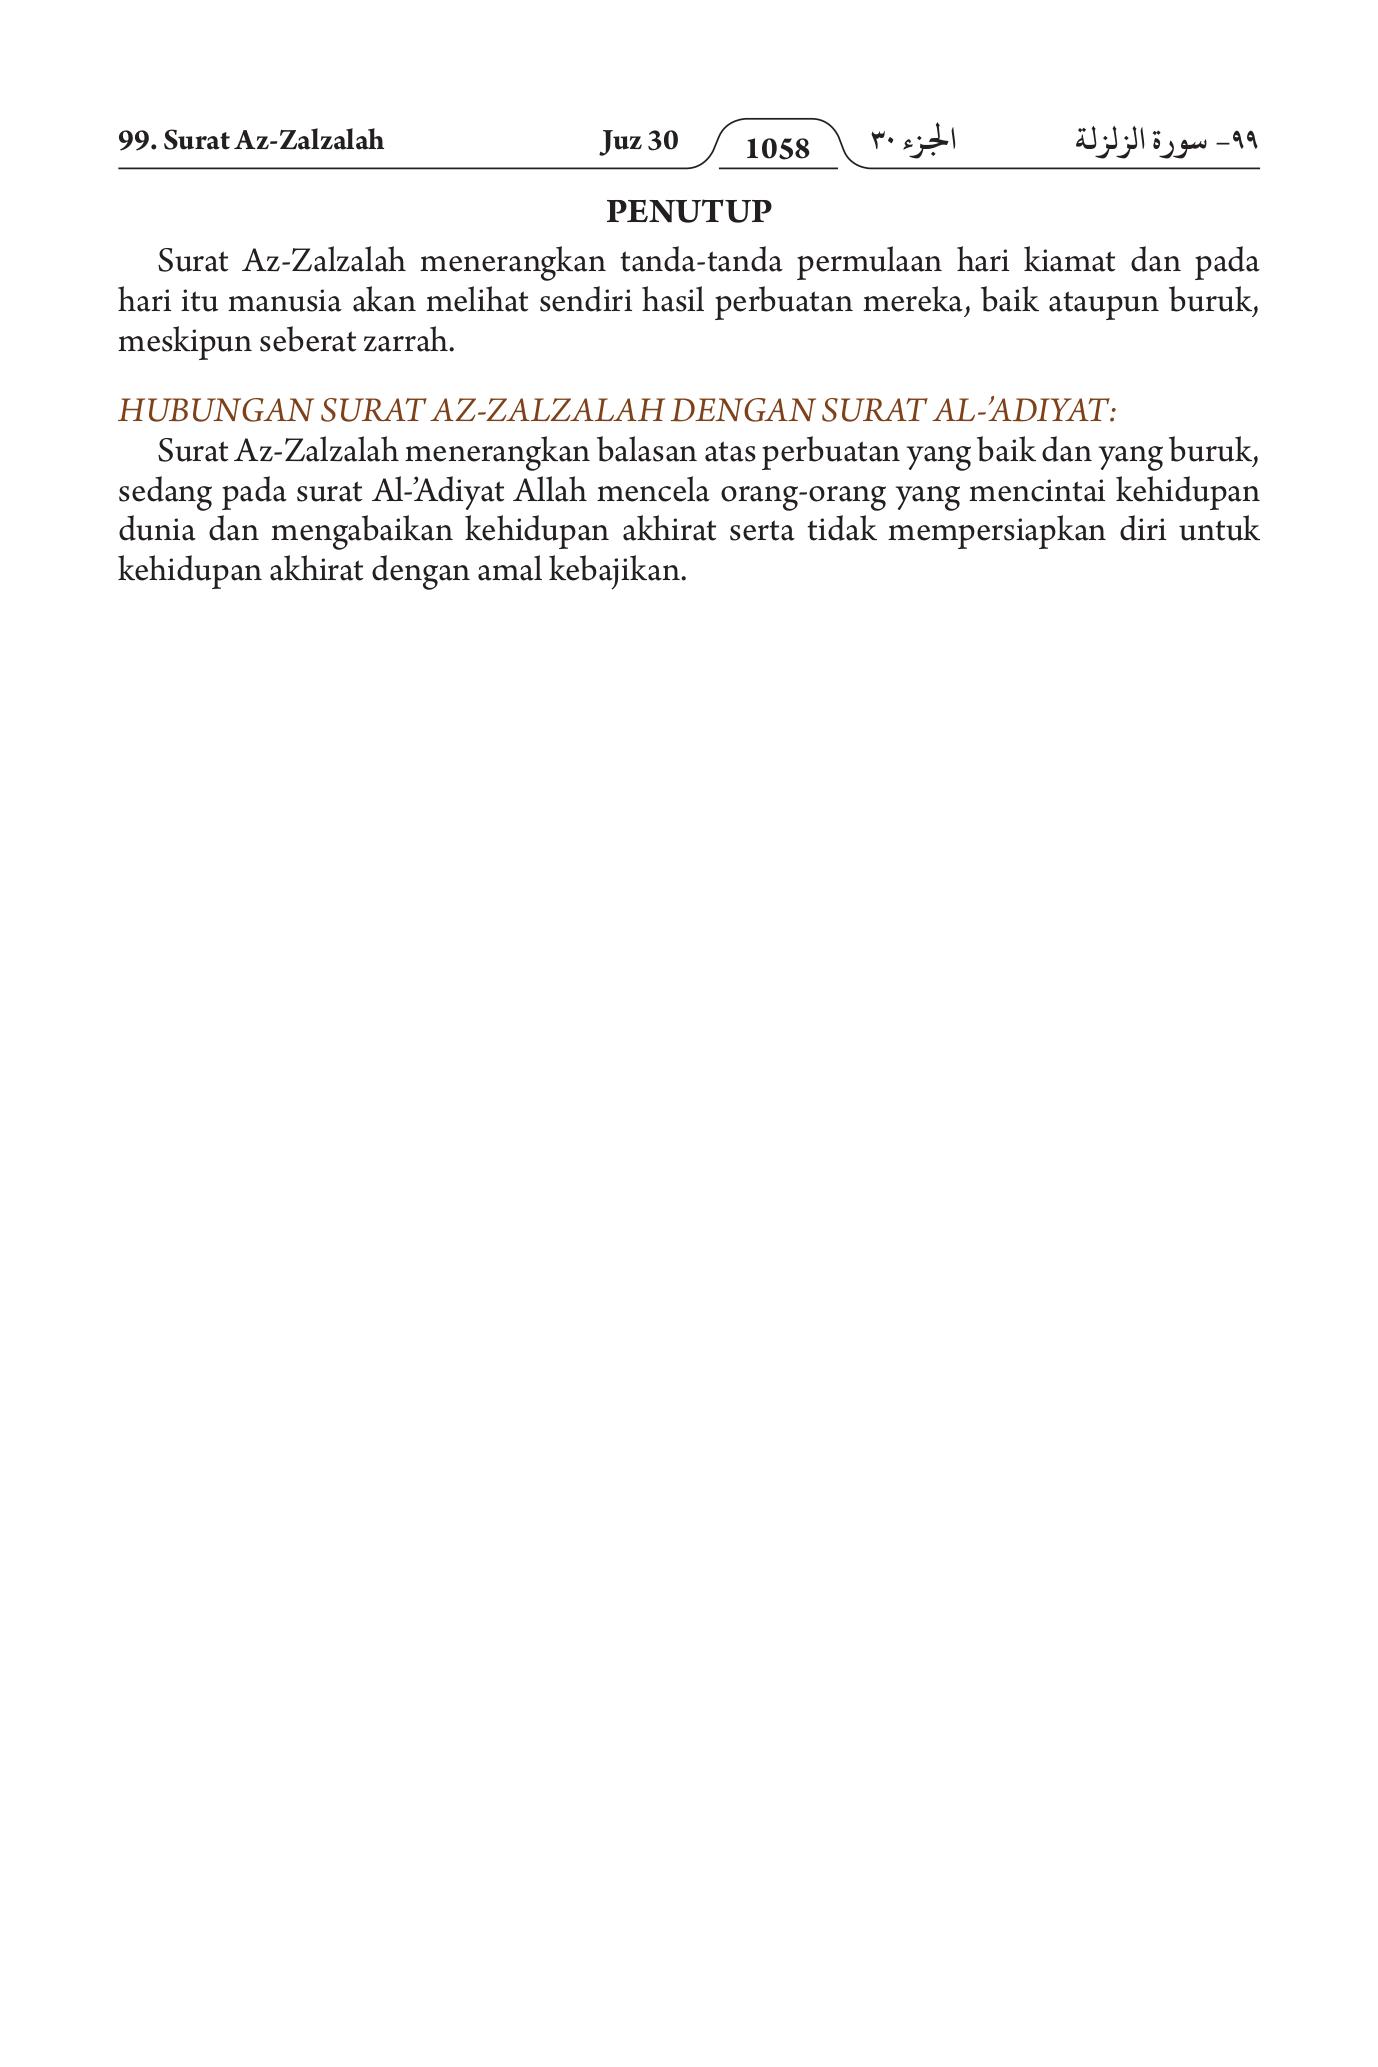 99. Surat Az-Zalzalah Juz 30 1058 الجزء ٣٠ ٩٩- سورة الزلزلة
PENUTUP
Surat Az-Zalzalah menerangkan tanda-tanda permulaan hari kiamat dan pada
hari itu manusia akan melihat sendiri hasil perbuatan mereka, baik ataupun buruk,
meskipun seberat zarrah.
HUBUNGAN SURAT AZ-ZALZALAH DENGAN SURAT AL-’ADIYAT:
Surat Az-Zalzalah menerangkan balasan atas perbuatan yang baik dan yang buruk,
sedang pada surat Al-’Adiyat Allah mencela orang-orang yang mencintai kehidupan
dunia dan mengabaikan kehidupan akhirat serta tidak mempersiapkan diri untuk
kehidupan akhirat dengan amal kebajikan.